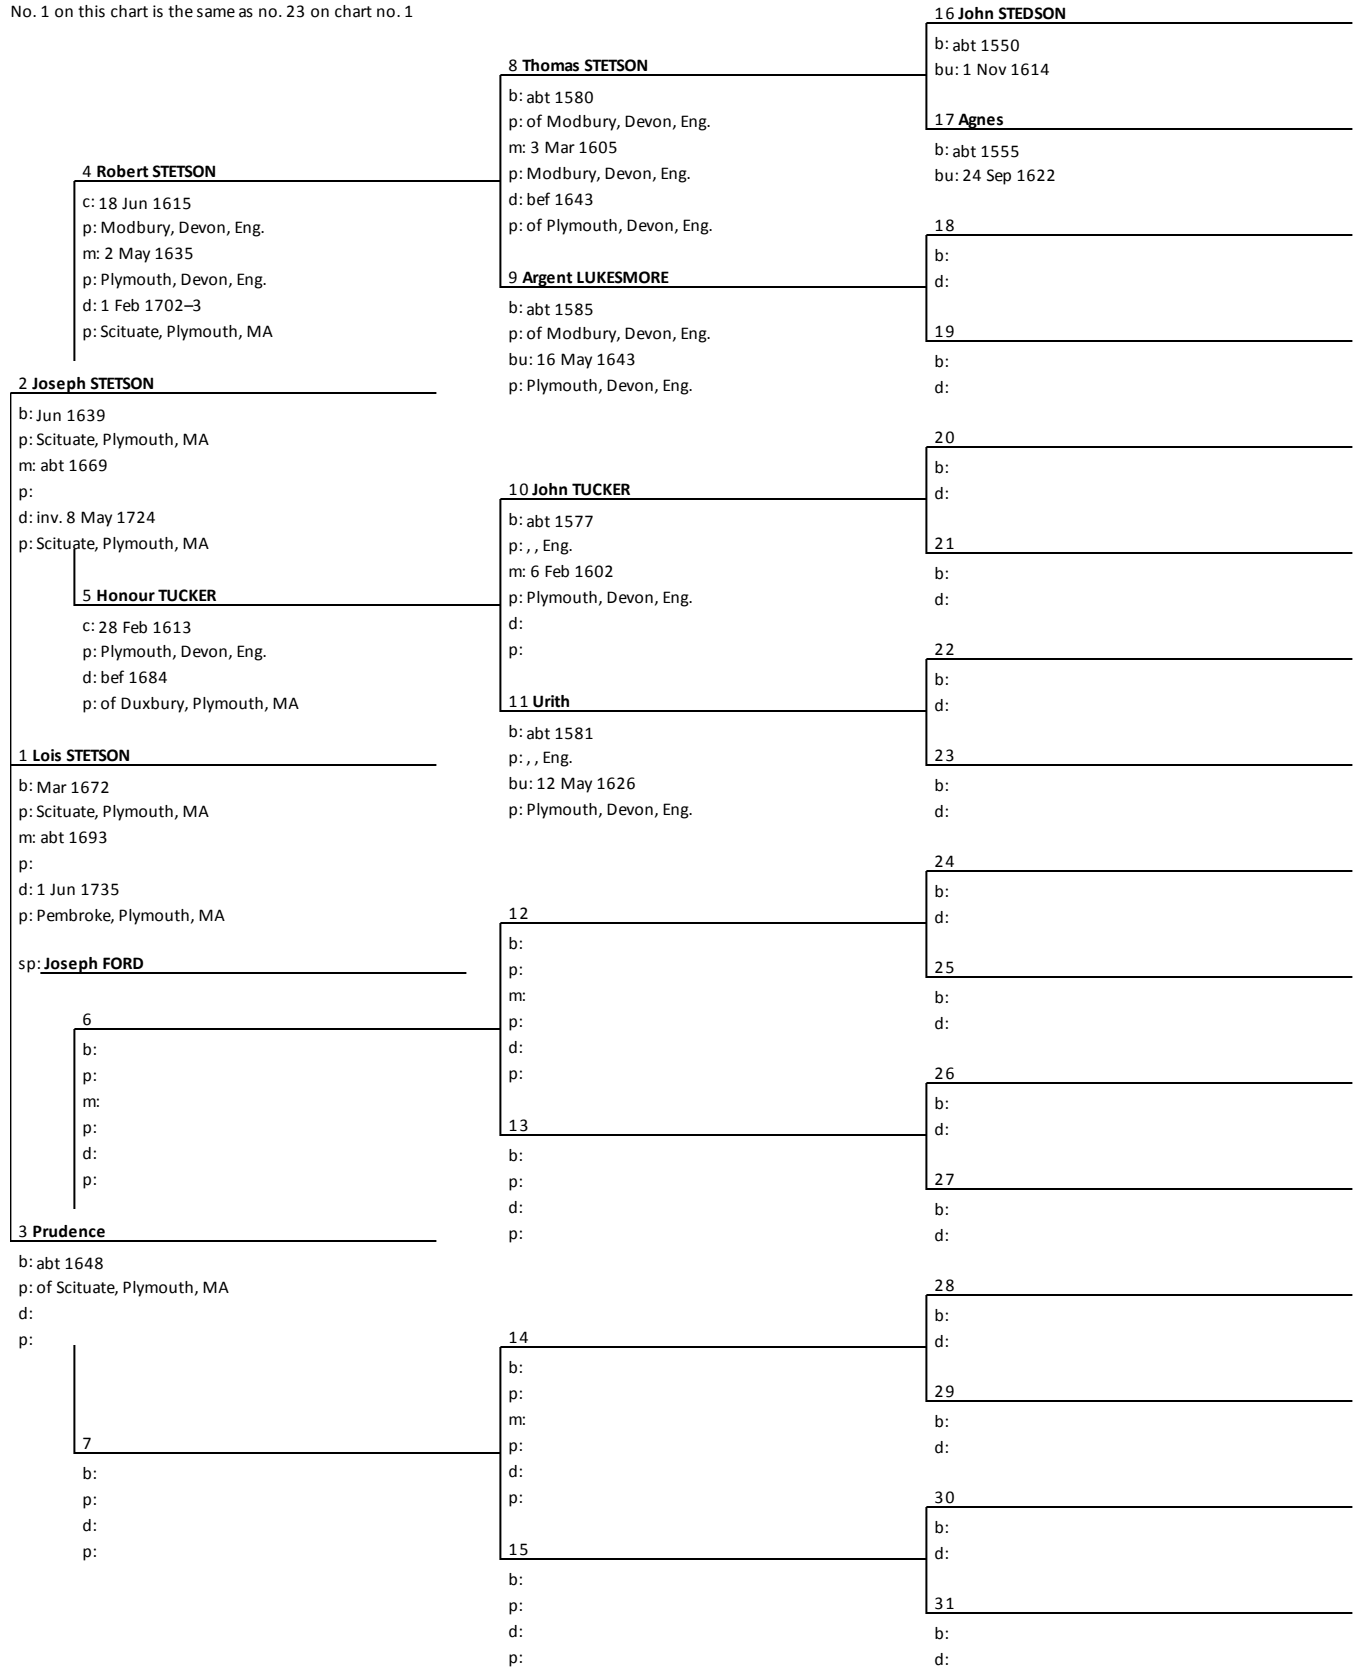 No. 1 on this chart is the same as no. 23 on chart no. 1
16 John STEDSON
b: abt 1550
bu: 1 Nov 1614
8 Thomas STETSON
b: abt 1580
p: of Modbury, Devon, Eng.
m: 3 Mar 1605
p: Modbury, Devon, Eng.
d: bef 1643
p: of Plymouth, Devon, Eng.
17 Agnes
b: abt 1555
bu: 24 Sep 1622
4 Robert STETSON
c: 18 Jun 1615
p: Modbury, Devon, Eng.
m: 2 May 1635
p: Plymouth, Devon, Eng.
d: 1 Feb 1702–3
p: Scituate, Plymouth, MA
18
b:
d:
9 Argent LUKESMORE
b: abt 1585
p: of Modbury, Devon, Eng.
bu: 16 May 1643
p: Plymouth, Devon, Eng.
19
b:
d:
2 Joseph STETSON
b: Jun 1639
p: Scituate, Plymouth, MA
m: abt 1669
p:
d: inv. 8 May 1724
p: Scituate, Plymouth, MA
20
b:
d:
10 John TUCKER
b: abt 1577
p: , , Eng.
m: 6 Feb 1602
p: Plymouth, Devon, Eng.
d:
p:
21
b:
d:
5 Honour TUCKER
c: 28 Feb 1613
p: Plymouth, Devon, Eng.
d: bef 1684
p: of Duxbury, Plymouth, MA
22
b:
d:
11 Urith
b: abt 1581
p: , , Eng.
bu: 12 May 1626
p: Plymouth, Devon, Eng.
23
b:
d:
1 Lois STETSON
b: Mar 1672
p: Scituate, Plymouth, MA
m: abt 1693
p:
d: 1 Jun 1735
p: Pembroke, Plymouth, MA
sp: Joseph FORD
24
b:
d:
12
b:
p:
m:
p:
d:
p:
25
b:
d:
6
b:
p:
m:
p:
d:
p:
26
b:
d:
13
b:
p:
d:
p:
27
b:
d:
3 Prudence
b: abt 1648
p: of Scituate, Plymouth, MA
d:
p:
28
b:
d:
14
b:
p:
m:
p:
d:
p:
29
b:
d:
7
b:
p:
d:
p:
30
b:
d:
15
b:
p:
d:
p:
31
b:
d: